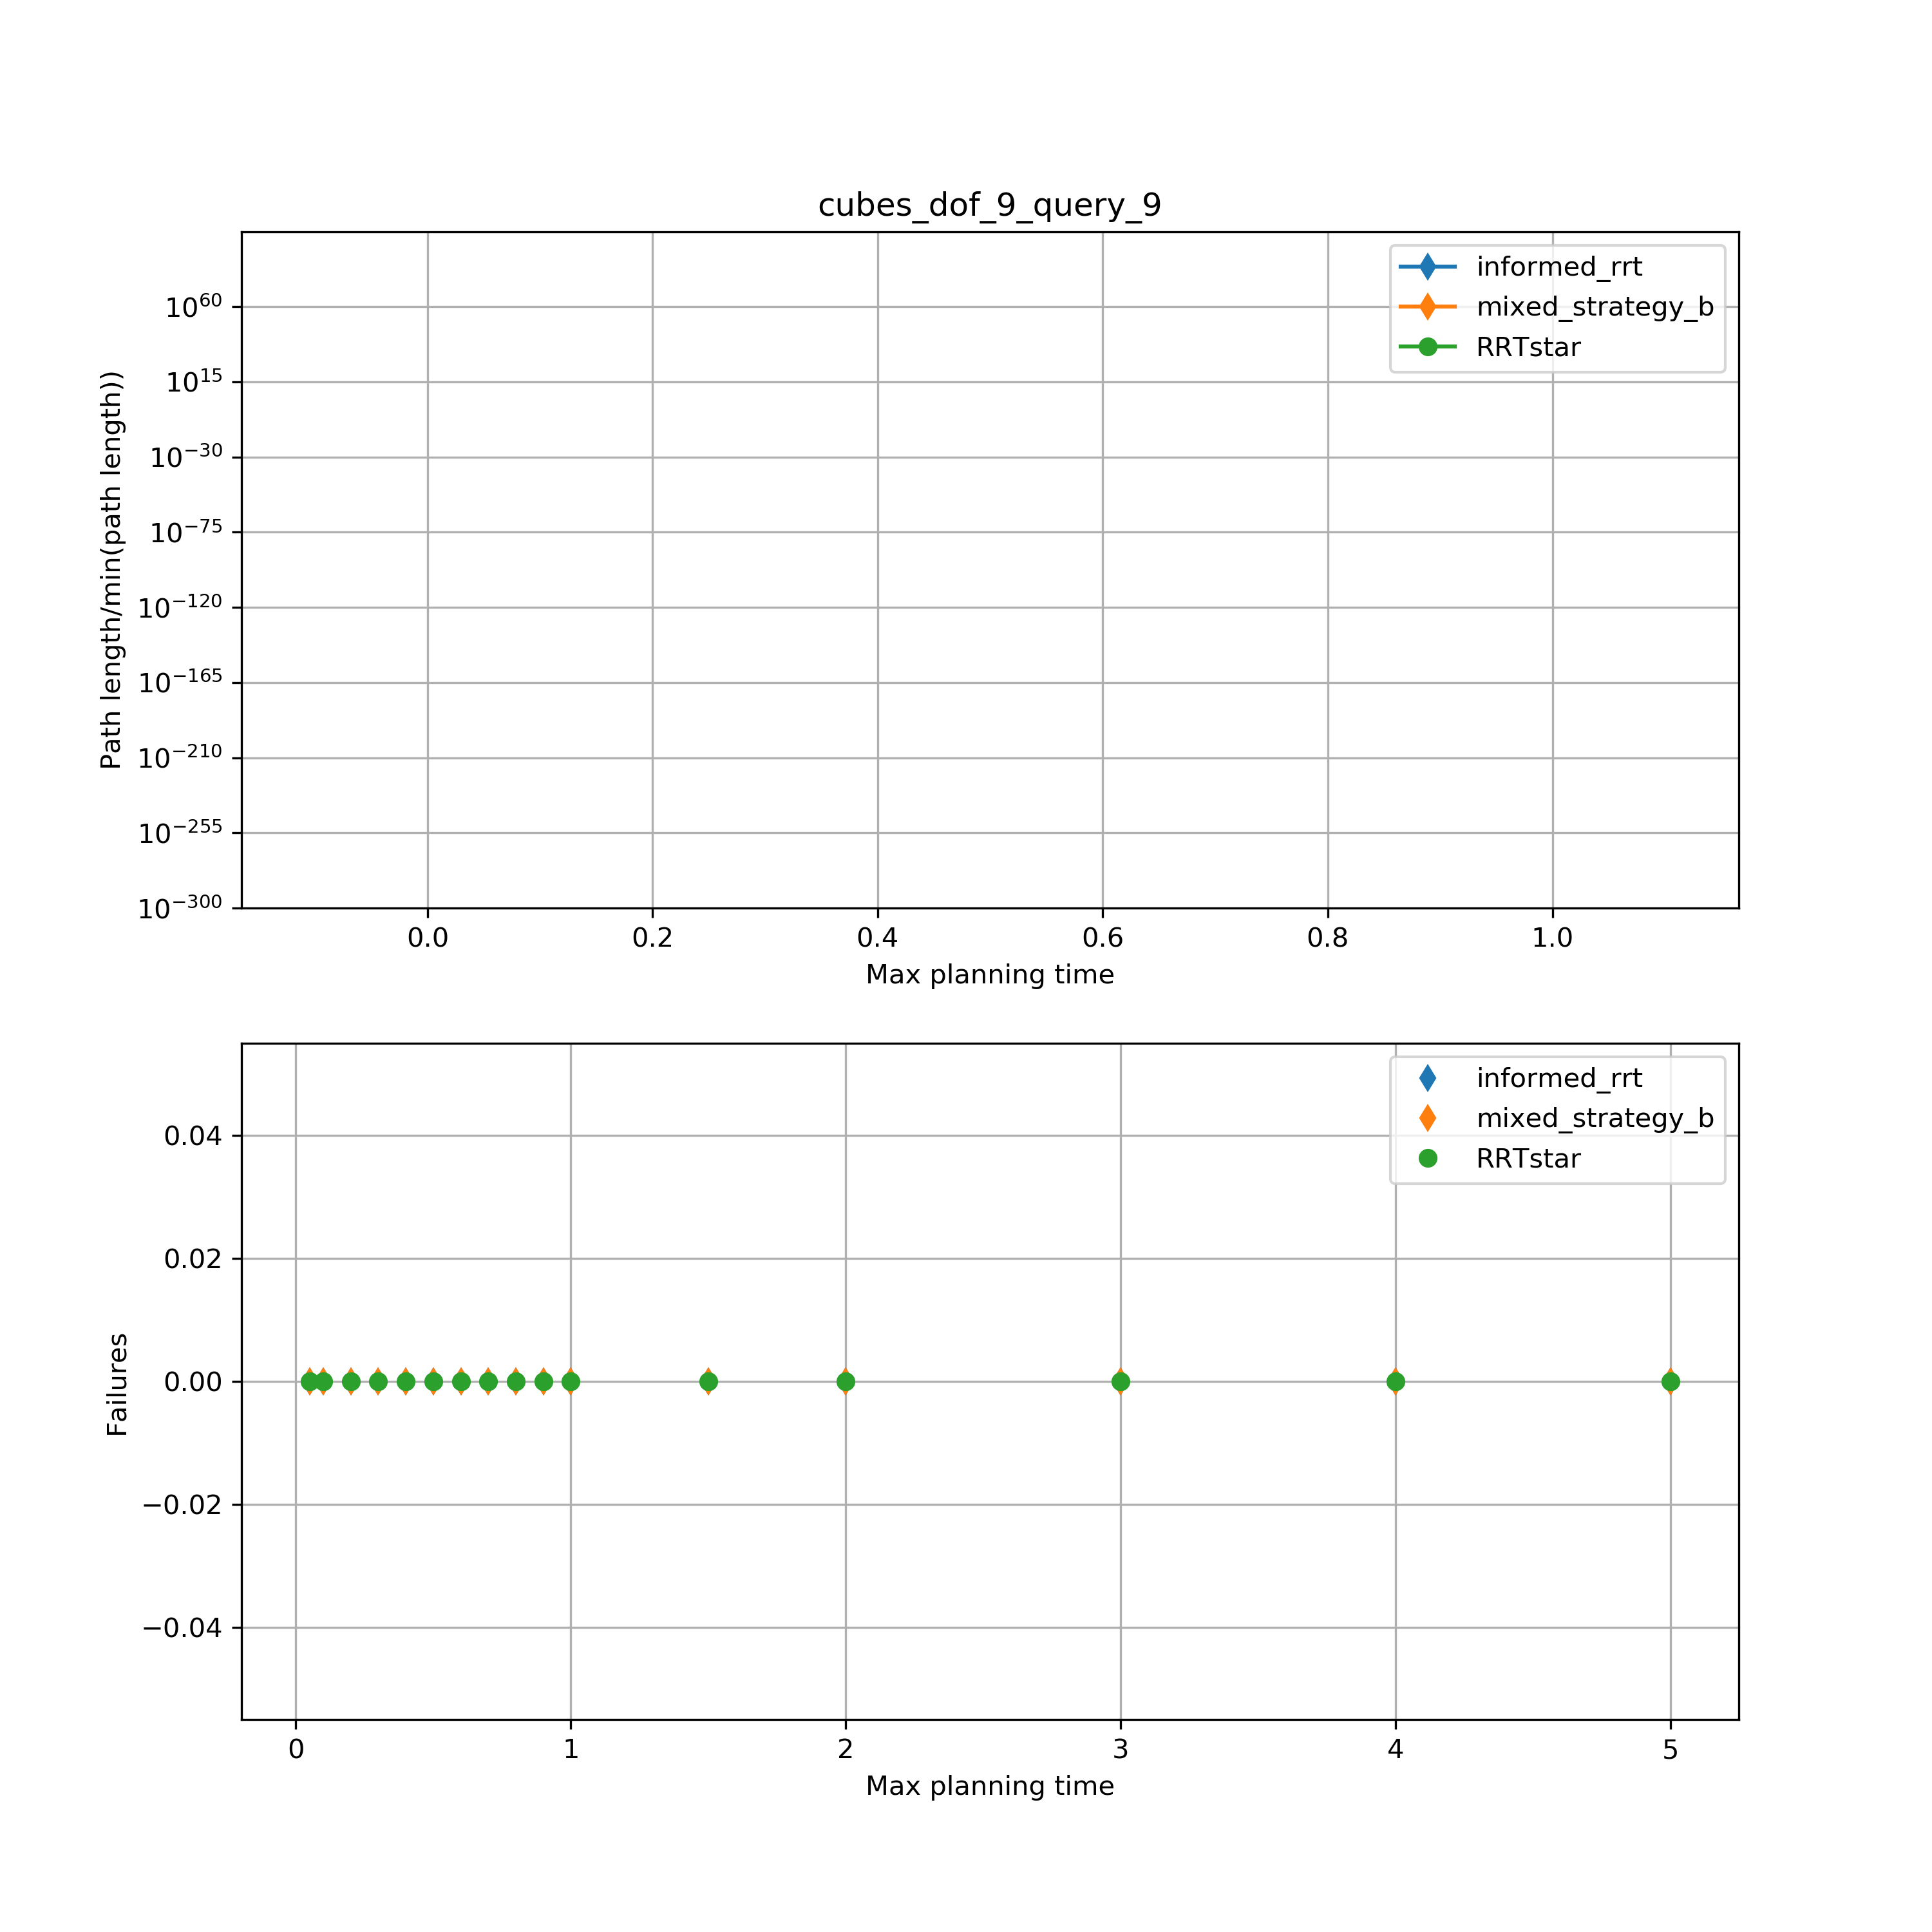 cubes_dof_9_query_9
Path length/min(path length))
10^60
10^15
10^−30
10^−75
10^−120
10^−165
10^−210
10^−255
10^−300
informed_rrt
mixed_strategy_b
RRTstar
0.0 0.2 0.4 0.6 0.8 1.0
Max planning time
Failures
0.04
0.02
0.00
−0.02
−0.04
informed_rrt
mixed_strategy_b
RRTstar
0 1 2 3 4 5
Max planning time